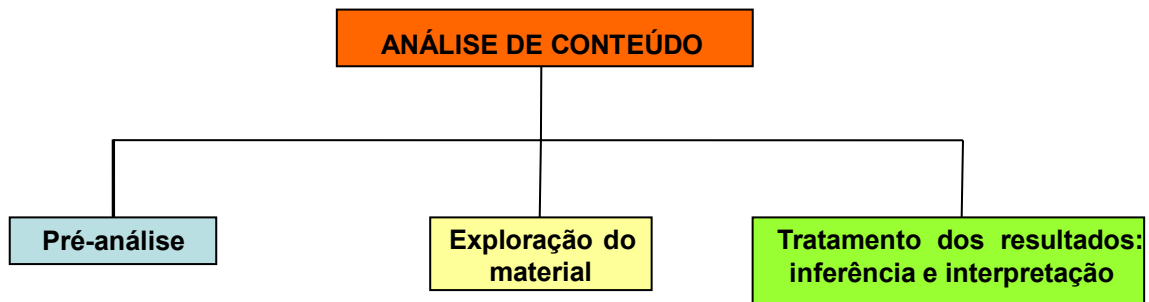 ANÁLISE DE CONTEÚDO
Pré-análise
Exploração do
material
Tratamento dos resultados:
inferência e interpretação